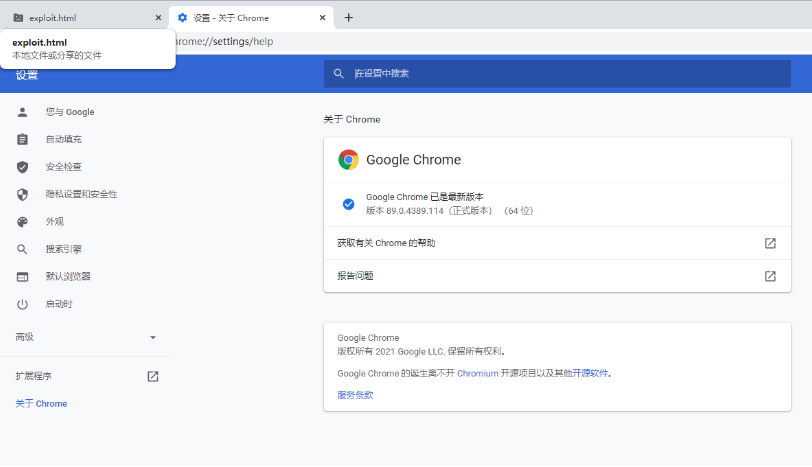 exploit.html
设置 - 关于 Chrome
exploit.html
本地文件或分享的文件
hrome://settings/help
设置
在设置中搜索
您与 Google
自动填充
安全检查
隐私设置和安全性
外观
搜索引擎
默认浏览器
启动时
高级
扩展程序
关于 Chrome
关于 Chrome
Google Chrome
Google Chrome 已是最新版本
版本 89.0.4389.114（正式版本） （64 位）
获取有关 Chrome 的帮助
报告问题
Google Chrome
版权所有 2021 Google LLC. 保留所有权利。
Google Chrome 的诞生离不开 Chromium 开源项目以及其他开源软件。
服务条款